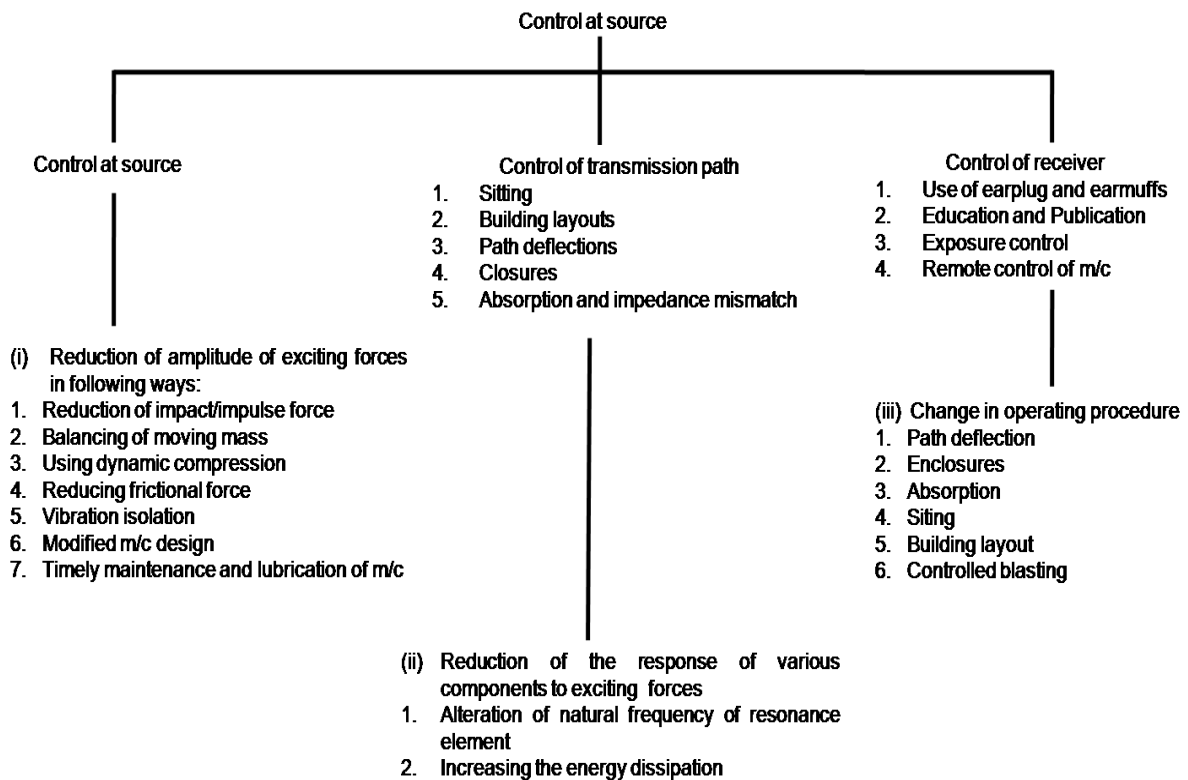 Control at source
Control at source
Control of transmission path
1. Sitting
2. Building layouts
3. Path deflections
4. Closures
5. Absorption and impedance mismatch
Control of receiver
1. Use of earplug and earmuffs
2. Education and Publication
3. Exposure control
4. Remote control of m/c
(i) Reduction of amplitude of exciting forces
in following ways:
1. Reduction of impact/impulse force
2. Balancing of moving mass
3. Using dynamic compression
4. Reducing frictional force
5. Vibration isolation
6. Modified m/c design
7. Timely maintenance and lubrication of m/c
(iii) Change in operating procedure
1. Path deflection
2. Enclosures
3. Absorption
4. Siting
5. Building layout
6. Controlled blasting
(ii) Reduction of the response of various
components to exciting forces
1. Alteration of natural frequency of resonance
element
2. Increasing the energy dissipation